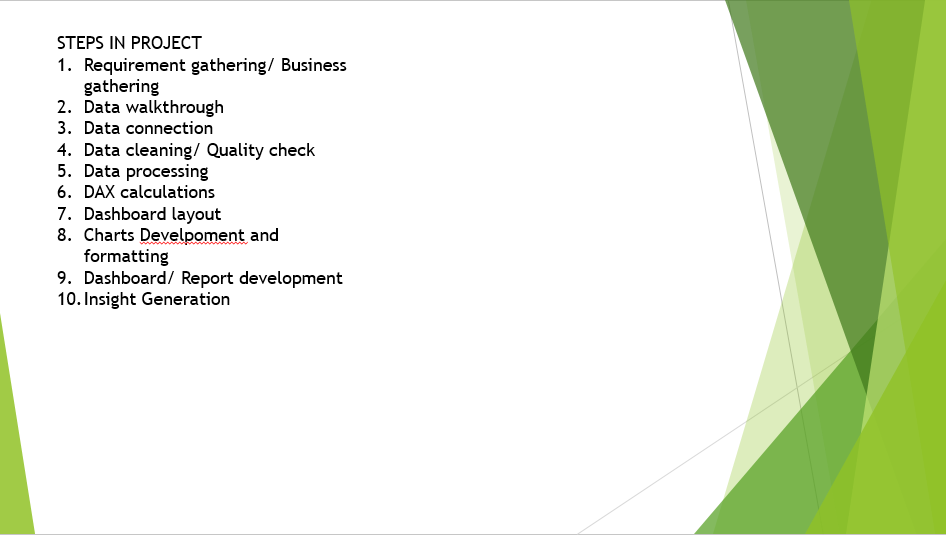 STEPS IN PROJECT
1. Requirement gathering/ Business
gathering
2. Data walkthrough
3. Data connection
4. Data cleaning/ Quality check
5. Data processing
6. DAX calculations
7. Dashboard layout
8. Charts Develpoment and
formatting
9. Dashboard/ Report development
10. Insight Generation